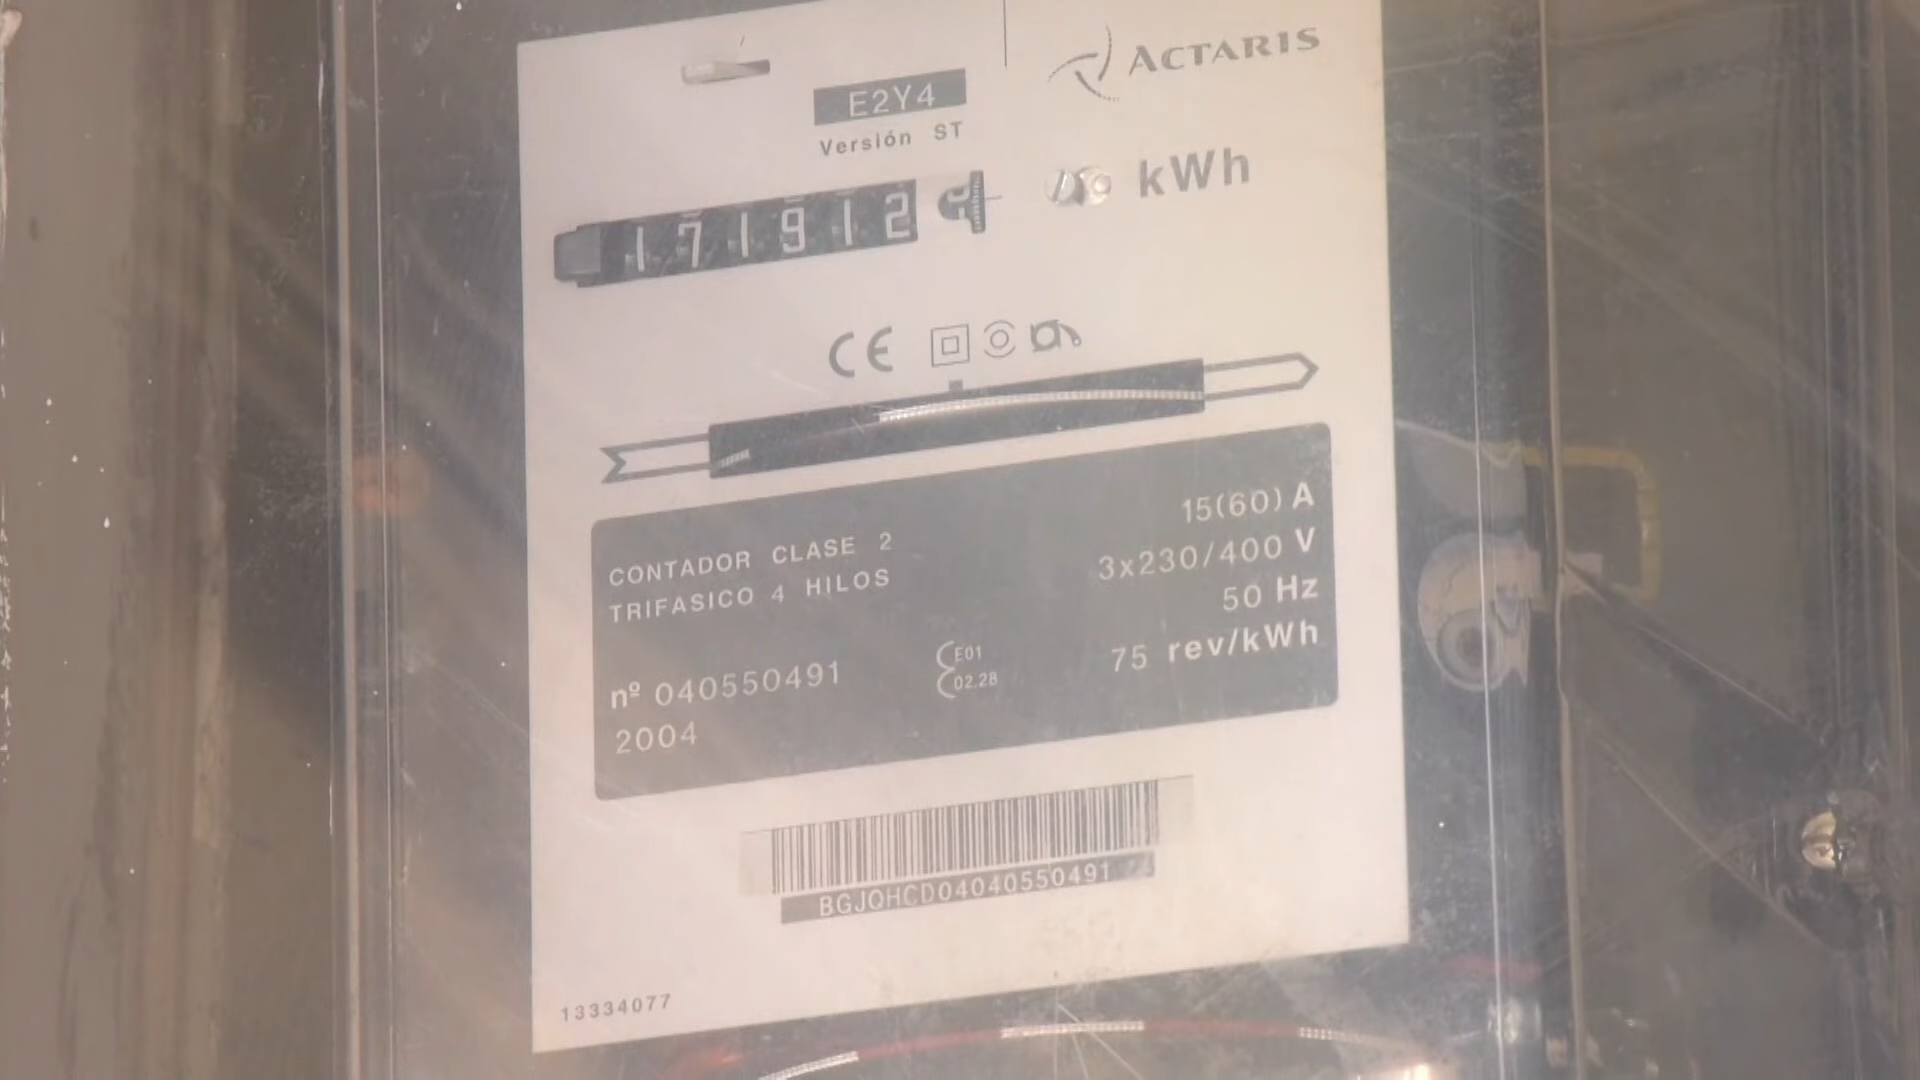 ACTARIS
E2Y4
Versión ST
171912 kWh
CE
15(60) A
CONTADOR CLASE 2
3x230/400 V
TRIFASICO 4 HILOS
50 Hz
E01
75 rev/kWh
02.28
nº 040550491
2004
BGJQHCD04040550491
13334077